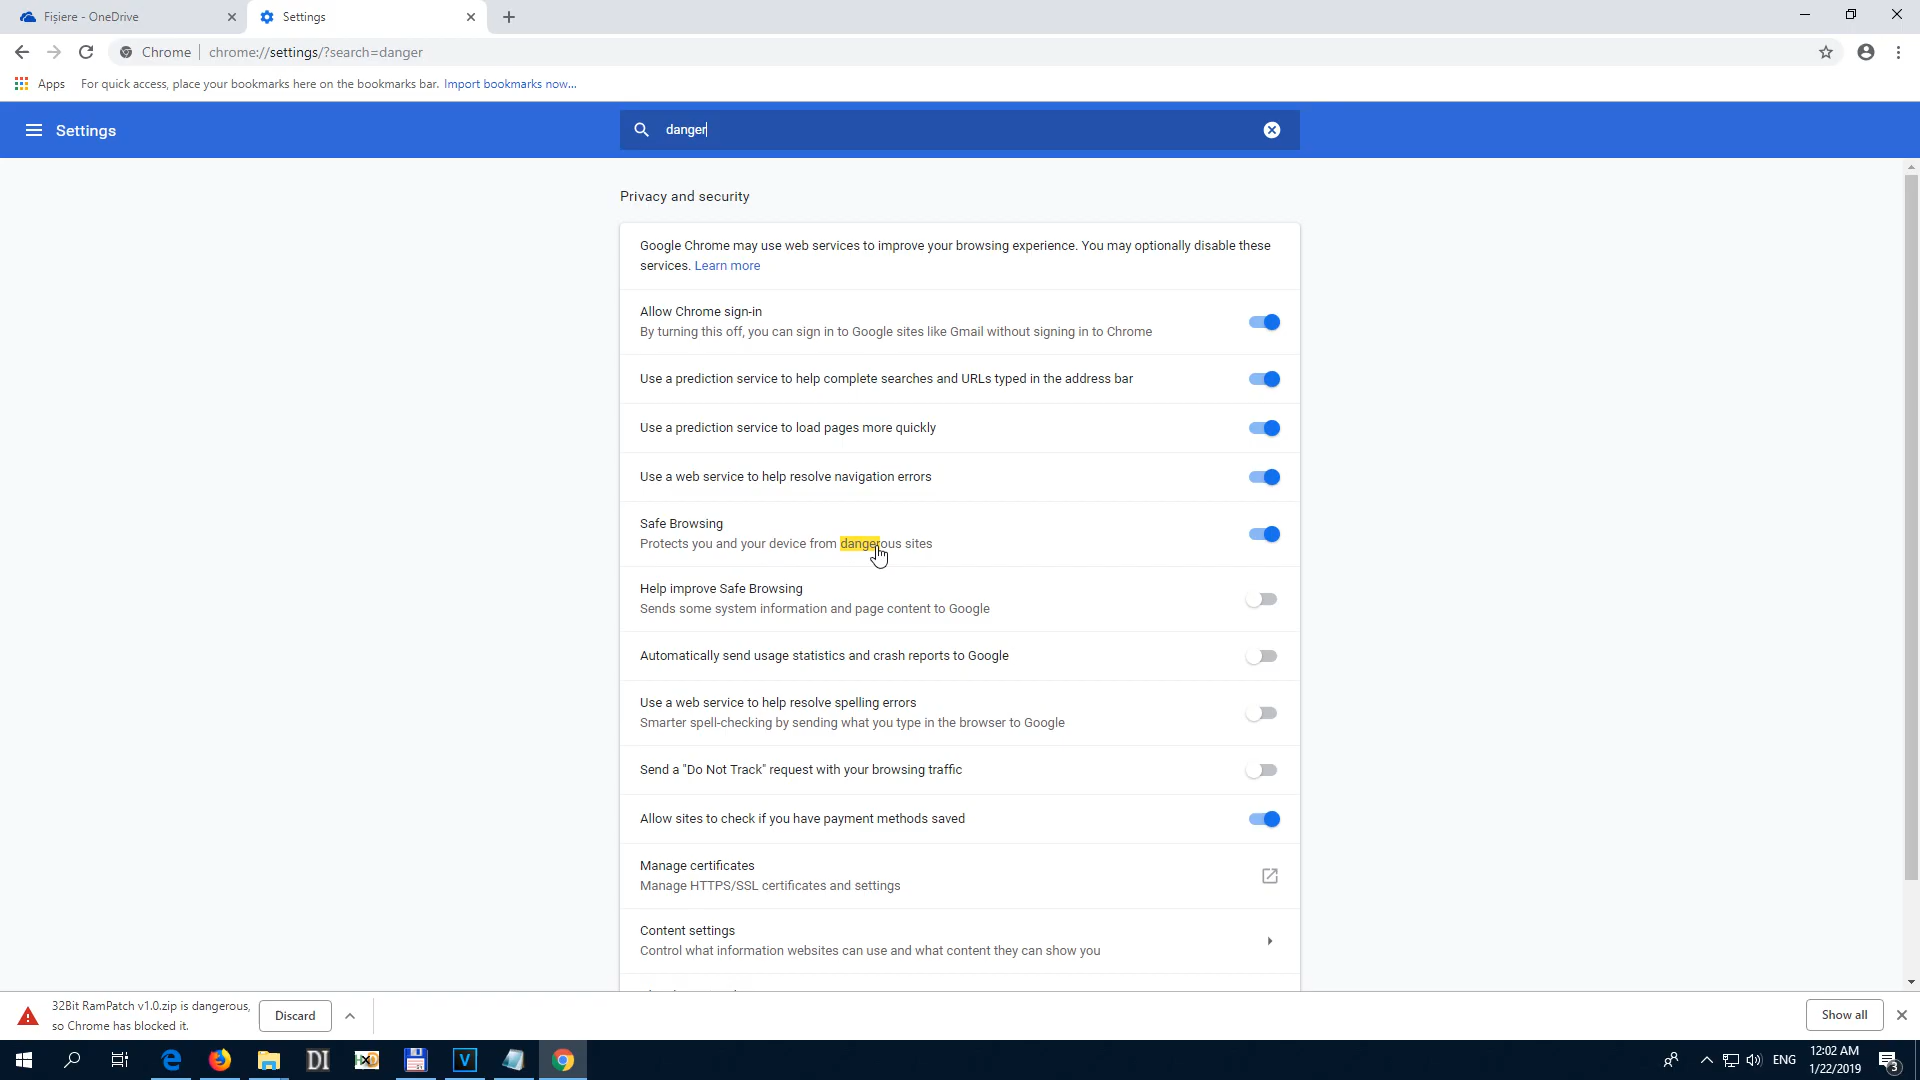 Fișiere - OneDrive
Settings
Chrome
chrome://settings/?search=danger
Apps
For quick access, place your bookmarks here on the bookmarks bar. Import bookmarks now...
Settings
danger
Privacy and security
Google Chrome may use web services to improve your browsing experience. You may optionally disable these
services. Learn more
Allow Chrome sign-in
By turning this off, you can sign in to Google sites like Gmail without signing in to Chrome
Use a prediction service to help complete searches and URLs typed in the address bar
Use a prediction service to load pages more quickly
Use a web service to help resolve navigation errors
Safe Browsing
Protects you and your device from dangerous sites
Help improve Safe Browsing
Sends some system information and page content to Google
Automatically send usage statistics and crash reports to Google
Use a web service to help resolve spelling errors
Smarter spell-checking by sending what you type in the browser to Google
Send a "Do Not Track" request with your browsing traffic
Allow sites to check if you have payment methods saved
Manage certificates
Manage HTTPS/SSL certificates and settings
Content settings
Control what information websites can use and what content they can show you
32Bit RamPatch v1.0.zip is dangerous,
so Chrome has blocked it.
Discard
Show all
DI
V
ENG
12:02 AM
1/22/2019
3